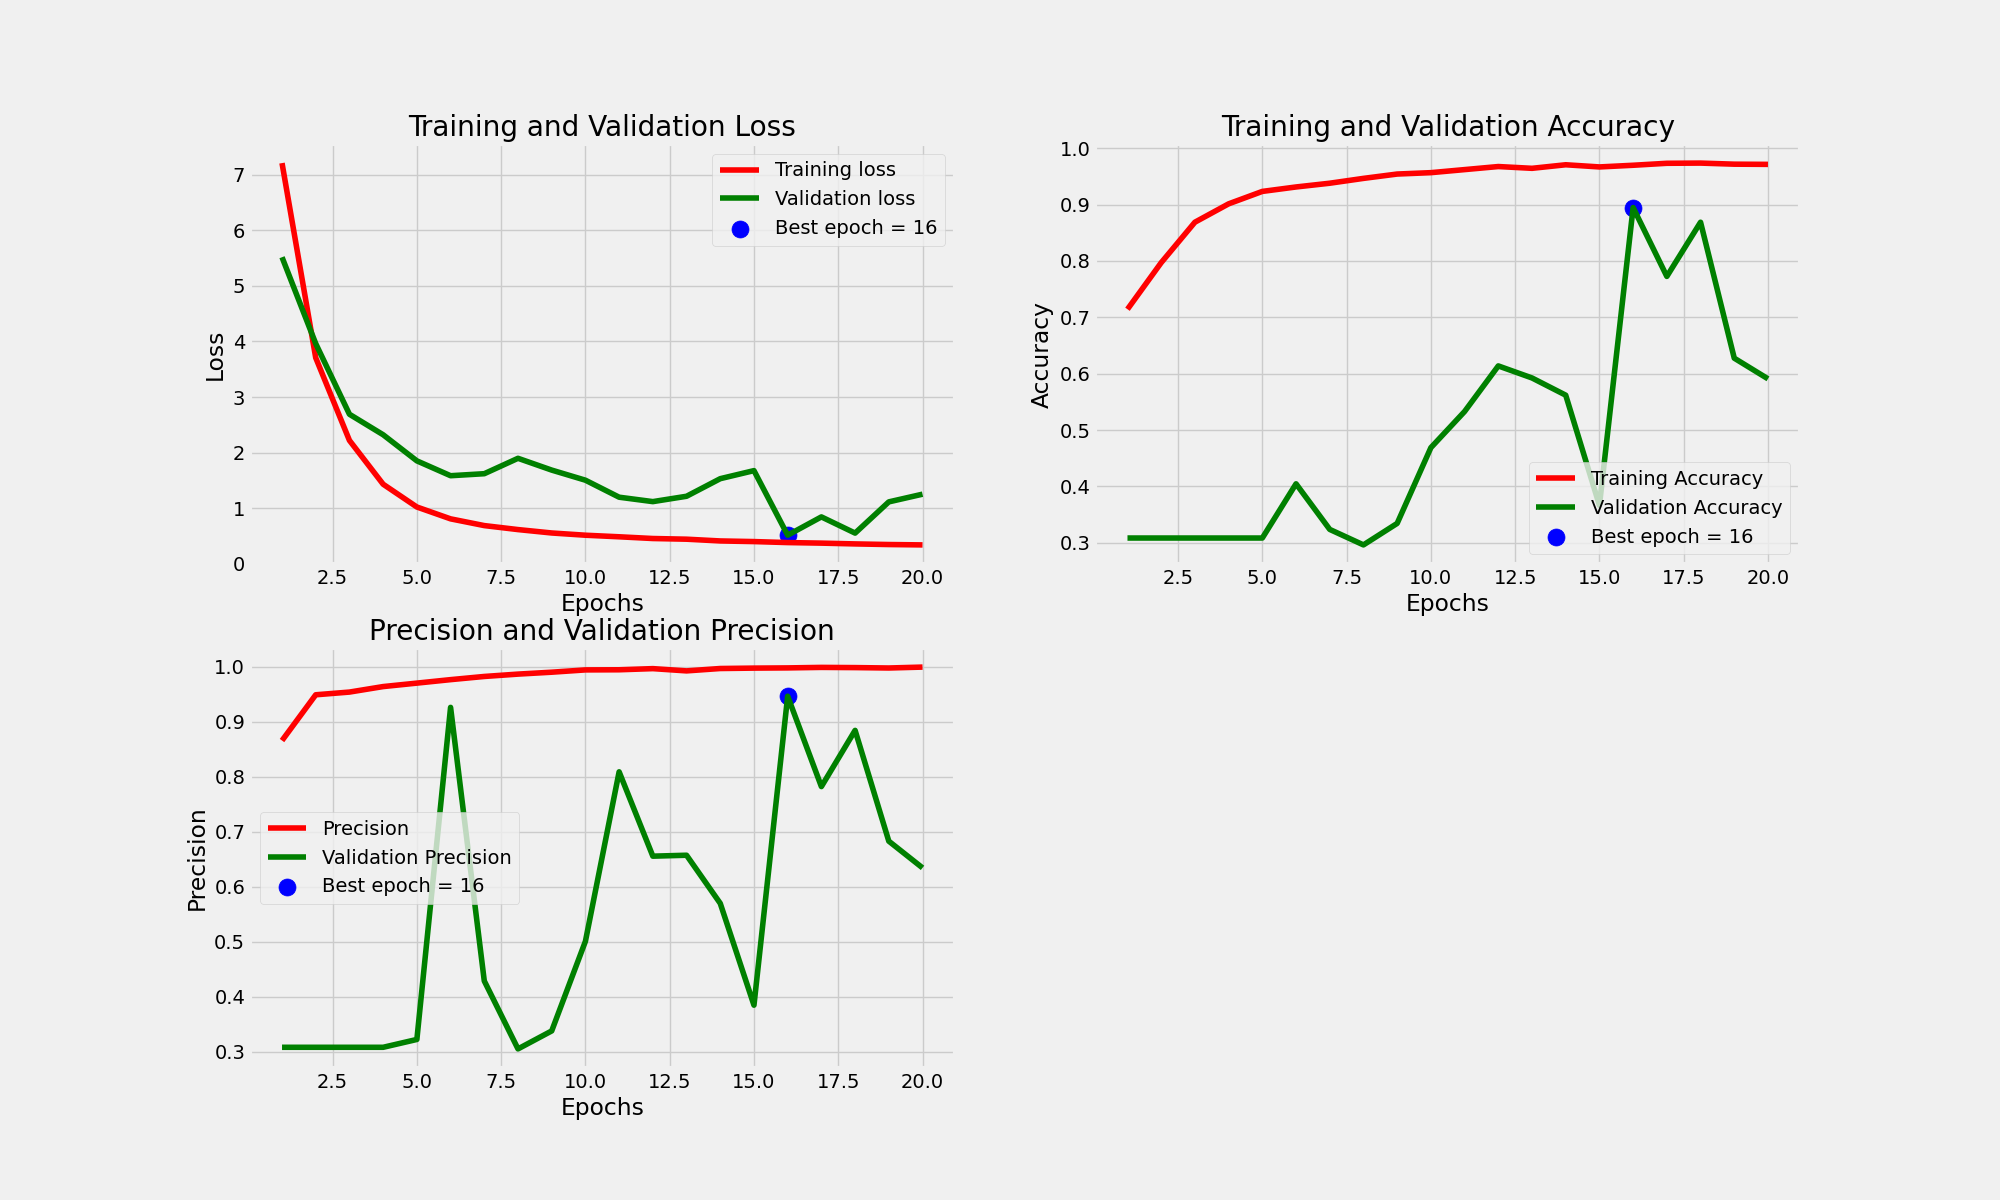 Training and Validation Loss
7
6
5
4
3
2
1
0
Loss
Training loss
Validation loss
Best epoch = 16
2.5 5.0 7.5 10.0 12.5 15.0 17.5 20.0
Epochs
Training and Validation Accuracy
1.0
0.9
0.8
0.7
0.6
0.5
0.4
0.3
Accuracy
Training Accuracy
Validation Accuracy
Best epoch = 16
2.5 5.0 7.5 10.0 12.5 15.0 17.5 20.0
Epochs
Precision and Validation Precision
1.0
0.9
0.8
0.7
0.6
0.5
0.4
0.3
Precision
Precision
Validation Precision
Best epoch = 16
2.5 5.0 7.5 10.0 12.5 15.0 17.5 20.0
Epochs